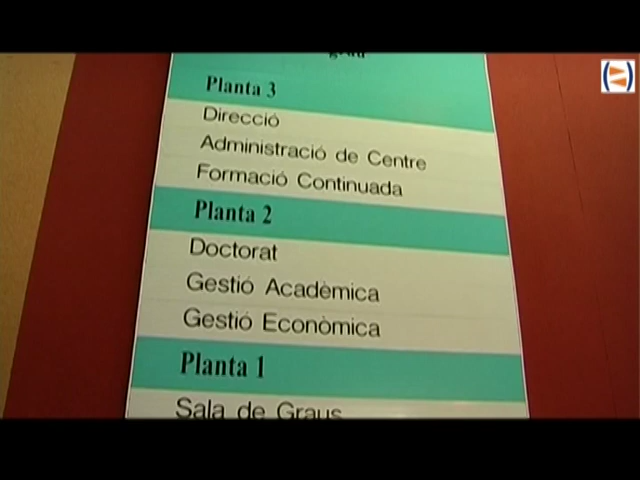 Planta 3
Direcció
Administració de Centre
Formació Continuada
Planta 2
Doctorat
Gestió Acadèmica
Gestió Econòmica
Planta 1
Sala de Graus